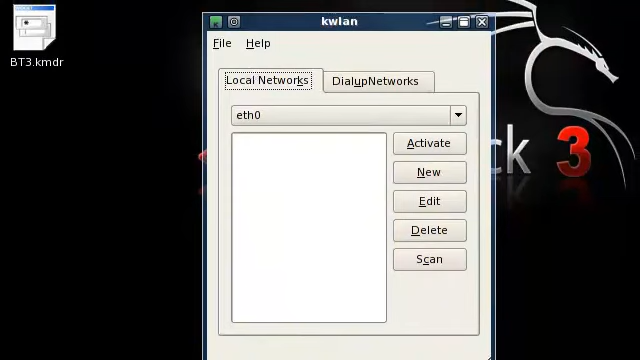 kwlan
File Help
BT3.kmdr
Local Networks DialupNetworks
eth0
Activate
ck 3
New
Edit
Delete
Scan